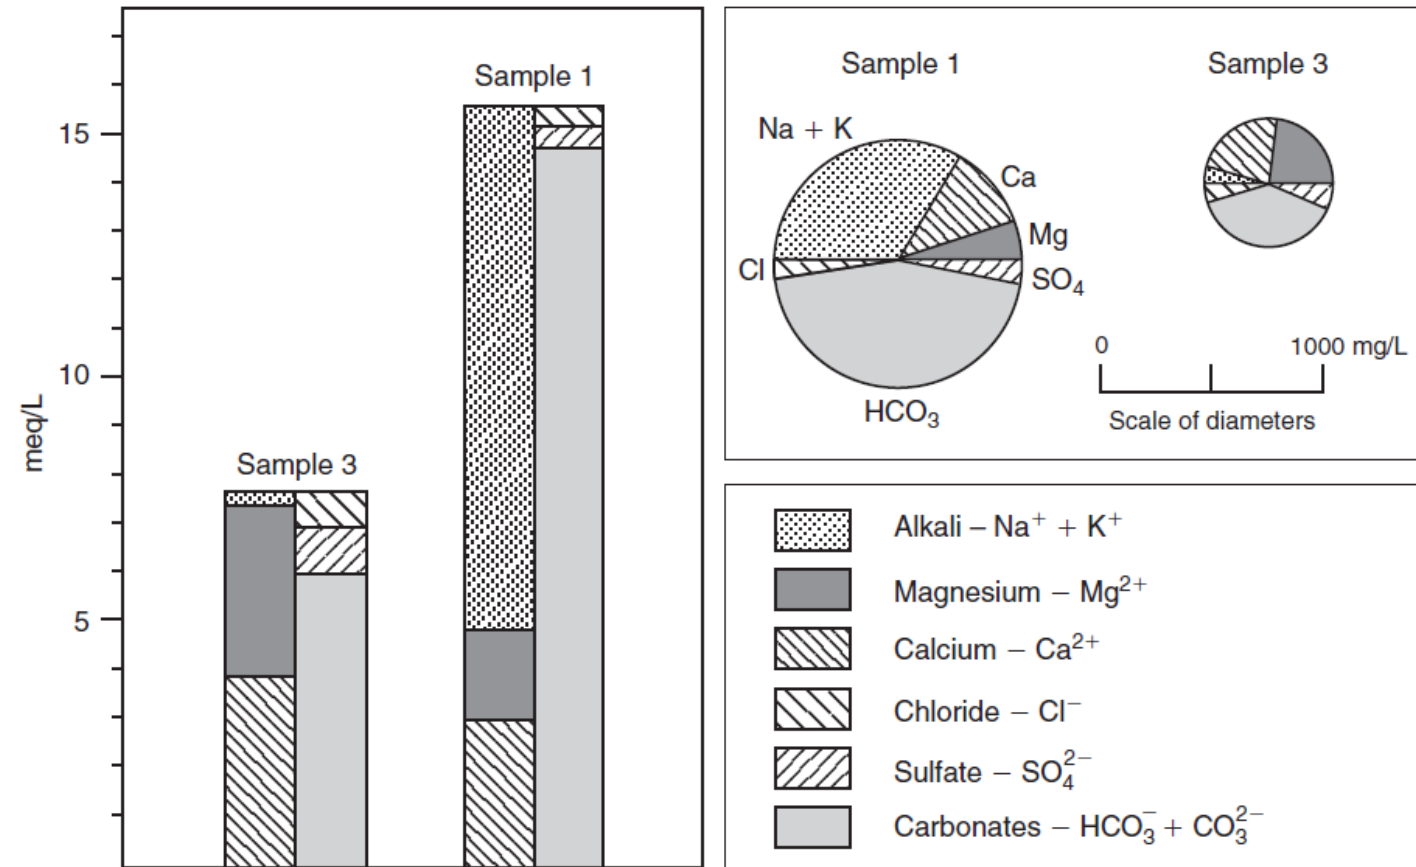 meq/L
15
10
5
Sample 3
Sample 1
Sample 1
Sample 3
Na + K
Ca
Mg
Cl
SO₄
HCO₃
0 1000 mg/L
Scale of diameters
Alkali – Na⁺ + K⁺
Magnesium – Mg²⁺
Calcium – Ca²⁺
Chloride – Cl⁻
Sulfate – SO₄²⁻
Carbonates – HCO₃⁻ + CO₃²⁻